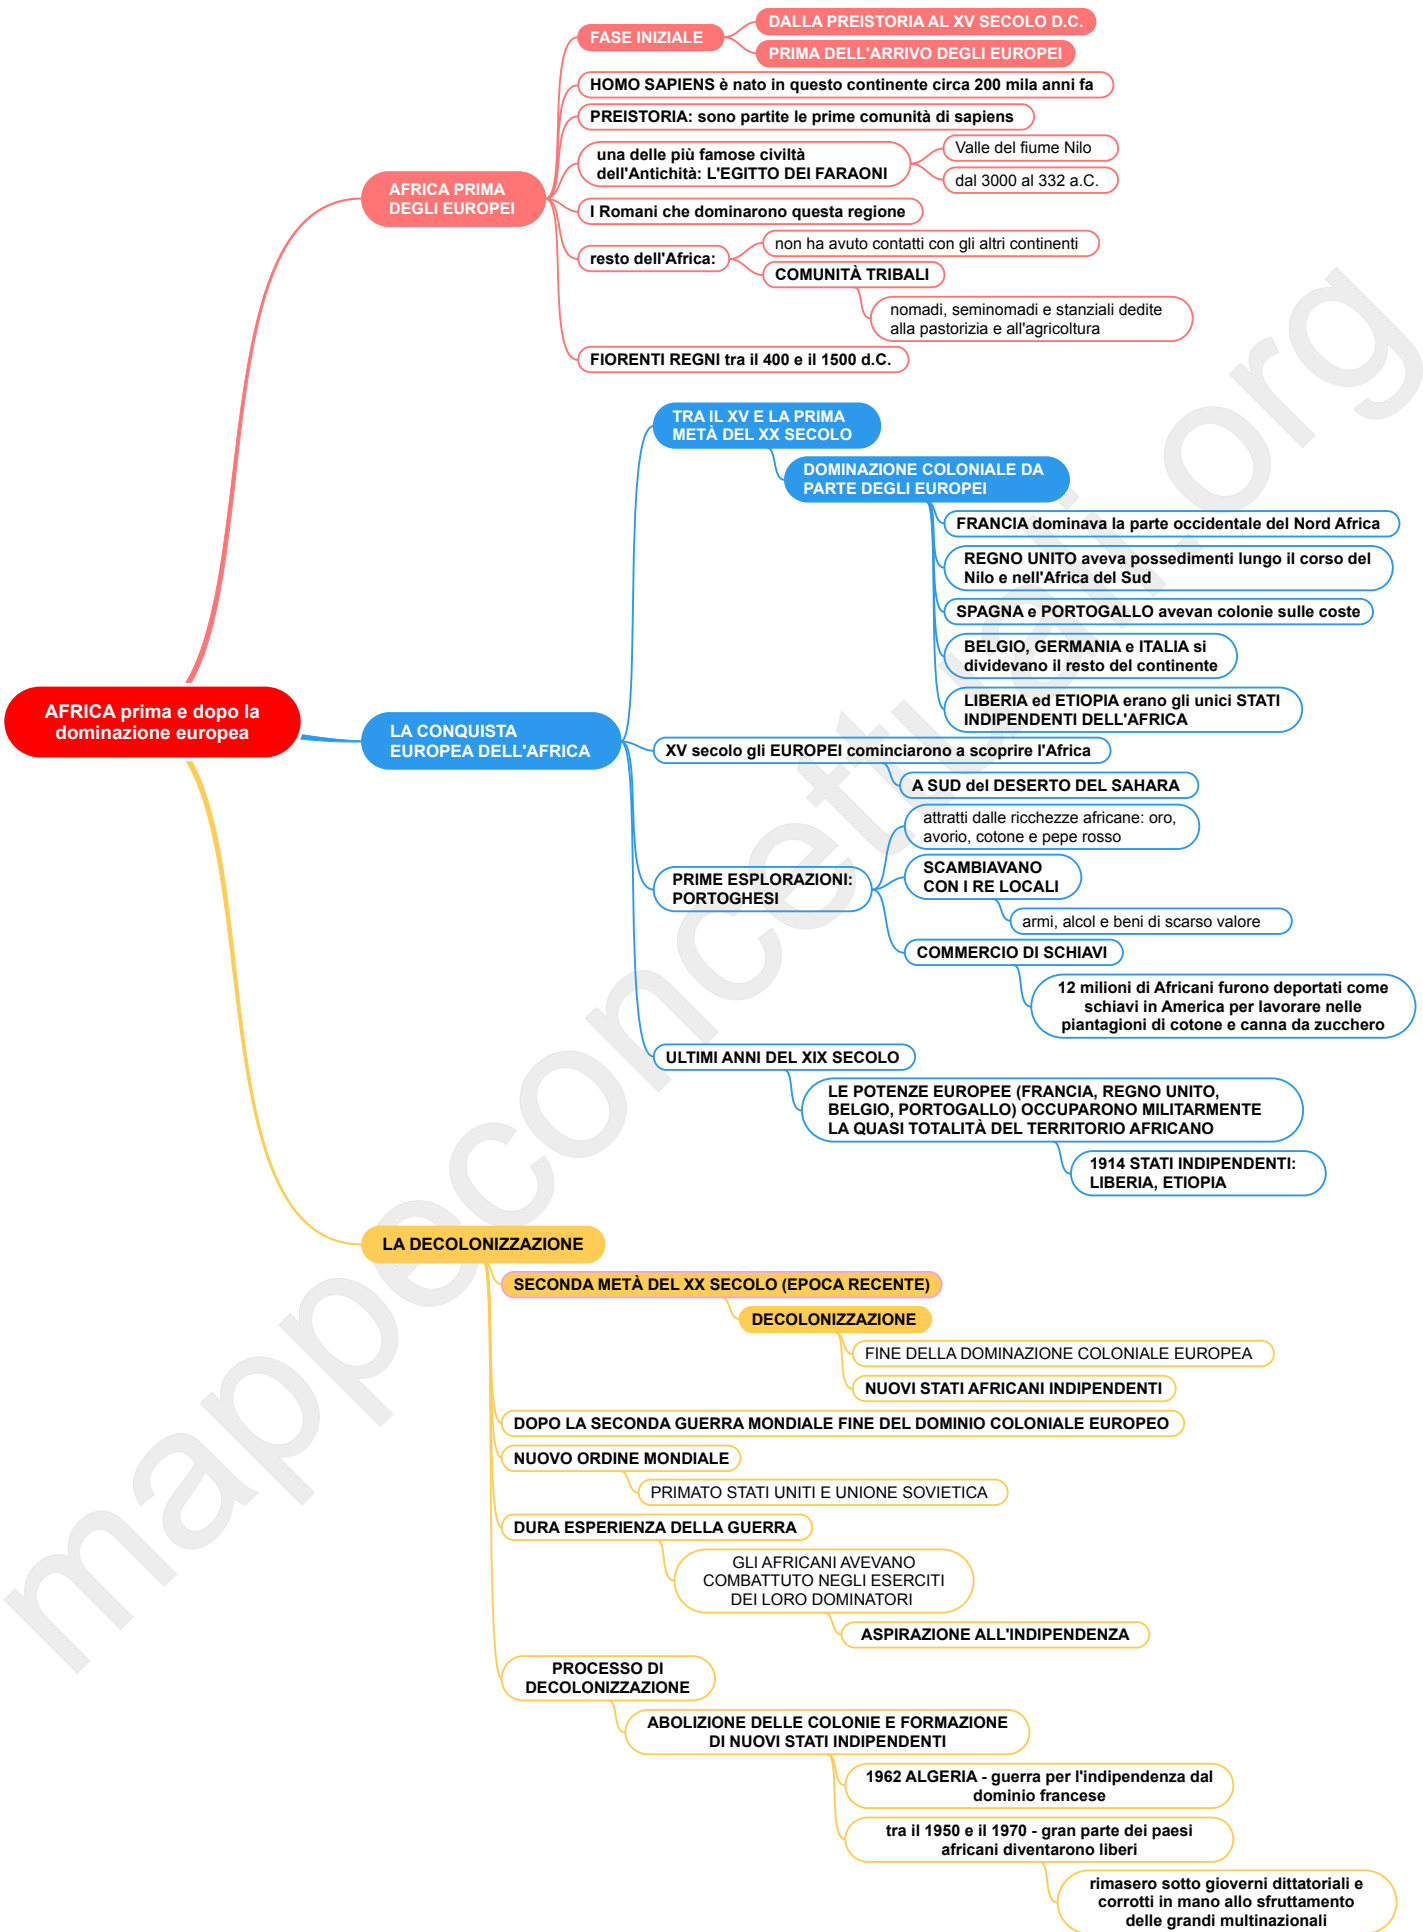 FASE INIZIALE
DALLA PREISTORIA AL XV SECOLO D.C.
PRIMA DELL'ARRIVO DEGLI EUROPEI
HOMO SAPIENS è nato in questo continente circa 200 mila anni fa
PREISTORIA: sono partite le prime comunità di sapiens
una delle più famose civiltà
dell'Antichità: L'EGITTO DEI FARAONI
Valle del fiume Nilo
dal 3000 al 332 a.C.
AFRICA PRIMA
DEGLI EUROPEI
I Romani che dominarono questa regione
resto dell'Africa:
non ha avuto contatti con gli altri continenti
COMUNITÀ TRIBALI
nomadi, seminomadi e stanziali dedite
alla pastorizia e all'agricoltura
FIORENTI REGNI tra il 400 e il 1500 d.C.
TRA IL XV E LA PRIMA
METÀ DEL XX SECOLO
DOMINAZIONE COLONIALE DA
PARTE DEGLI EUROPEI
FRANCIA dominava la parte occidentale del Nord Africa
REGNO UNITO aveva possedimenti lungo il corso del
Nilo e nell'Africa del Sud
SPAGNA e PORTOGALLO avevan colonie sulle coste
BELGIO, GERMANIA e ITALIA si
dividevano il resto del continente
LIBERIA ed ETIOPIA erano gli unici STATI
INDIPENDENTI DELL'AFRICA
AFRICA prima e dopo la
dominazione europea
LA CONQUISTA
EUROPEA DELL'AFRICA
XV secolo gli EUROPEI cominciarono a scoprire l'Africa
A SUD del DESERTO DEL SAHARA
PRIME ESPLORAZIONI:
PORTOGHESI
attratti dalle ricchezze africane: oro,
avorio, cotone e pepe rosso
SCAMBIAVANO
CON I RE LOCALI
armi, alcol e beni di scarso valore
COMMERCIO DI SCHIAVI
12 milioni di Africani furono deportati come
schiavi in America per lavorare nelle
piantagioni di cotone e canna da zucchero
ULTIMI ANNI DEL XIX SECOLO
LE POTENZE EUROPEE (FRANCIA, REGNO UNITO,
BELGIO, PORTOGALLO) OCCUPARONO MILITARMENTE
LA QUASI TOTALITÀ DEL TERRITORIO AFRICANO
1914 STATI INDIPENDENTI:
LIBERIA, ETIOPIA
LA DECOLONIZZAZIONE
SECONDA METÀ DEL XX SECOLO (EPOCA RECENTE)
DECOLONIZZAZIONE
FINE DELLA DOMINAZIONE COLONIALE EUROPEA
NUOVI STATI AFRICANI INDIPENDENTI
DOPO LA SECONDA GUERRA MONDIALE FINE DEL DOMINIO COLONIALE EUROPEO
NUOVO ORDINE MONDIALE
PRIMATO STATI UNITI E UNIONE SOVIETICA
DURA ESPERIENZA DELLA GUERRA
GLI AFRICANI AVEVANO
COMBATTUTO NEGLI ESERCITI
DEI LORO DOMINATORI
ASPIRAZIONE ALL'INDIPENDENZA
PROCESSO DI
DECOLONIZZAZIONE
ABOLIZIONE DELLE COLONIE E FORMAZIONE
DI NUOVI STATI INDIPENDENTI
1962 ALGERIA - guerra per l'indipendenza dal
dominio francese
tra il 1950 e il 1970 - gran parte dei paesi
africani diventarono liberi
rimasero sotto gioverni dittatoriali e
corrotti in mano allo sfruttamento
delle grandi multinazionali
mappeconcettuali.org